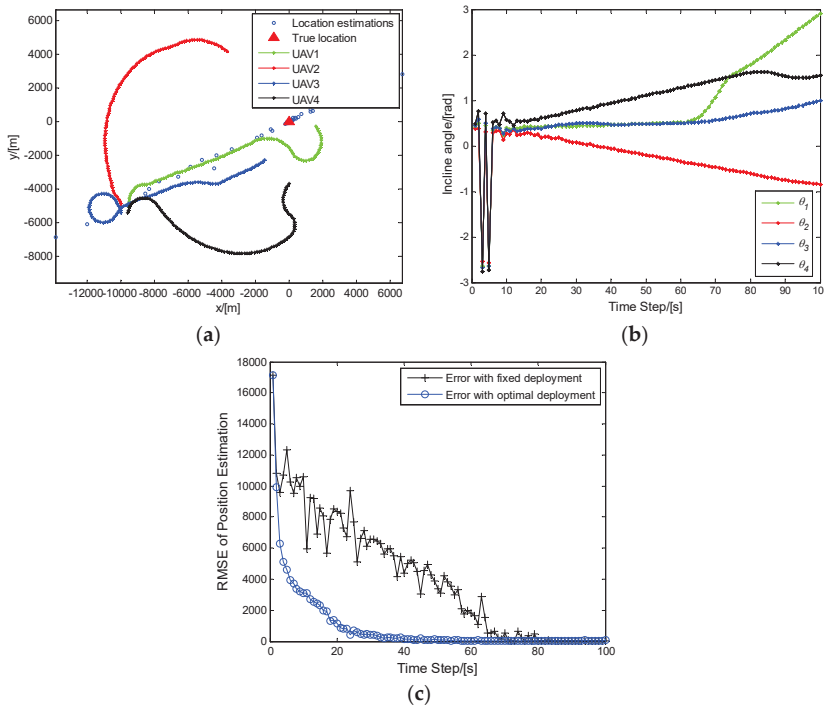 6000
4000
2000
0
-2000
-4000
-6000
-8000
y/[m]
-12000 -10000 -8000 -6000 -4000 -2000 0 2000 4000 6000
x/[m]
Location estimations
True location
UAV1
UAV2
UAV3
UAV4
(a)
3
2
1
0
-1
-2
-3
Incline angle/[rad]
0 10 20 30 40 50 60 70 80 90 100
Time Step/[s]
θ1
θ2
θ3
θ4
(b)
18000
16000
14000
12000
10000
8000
6000
4000
2000
0
RMSE of Position Estimation
0 20 40 60 80 100
Time Step/[s]
Error with fixed deployment
Error with optimal deployment
(c)